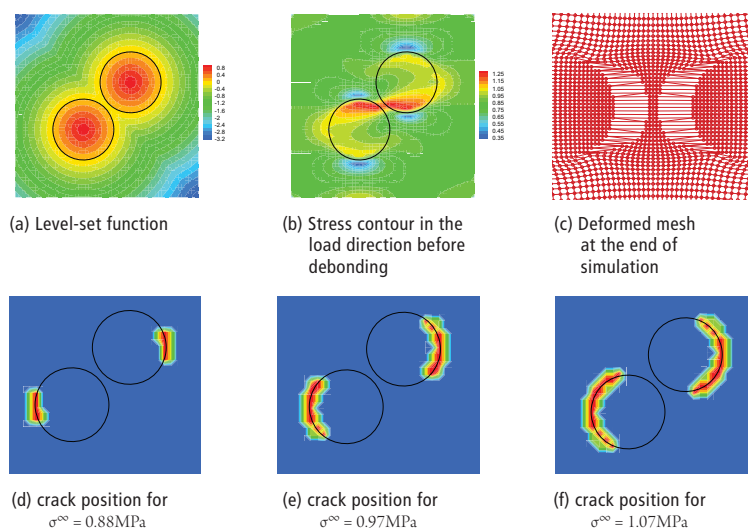 0.8
0.4
0
-0.4
-0.8
-1.2
-1.6
-2
-2.4
-2.8
-3.2
1.25
1.15
1.05
0.95
0.85
0.75
0.65
0.55
0.45
0.35
(a) Level-set function
(b) Stress contour in the
load direction before
debonding
(c) Deformed mesh
at the end of
simulation
(d) crack position for
σ∞ = 0.88MPa
(e) crack position for
σ∞ = 0.97MPa
(f) crack position for
σ∞ = 1.07MPa